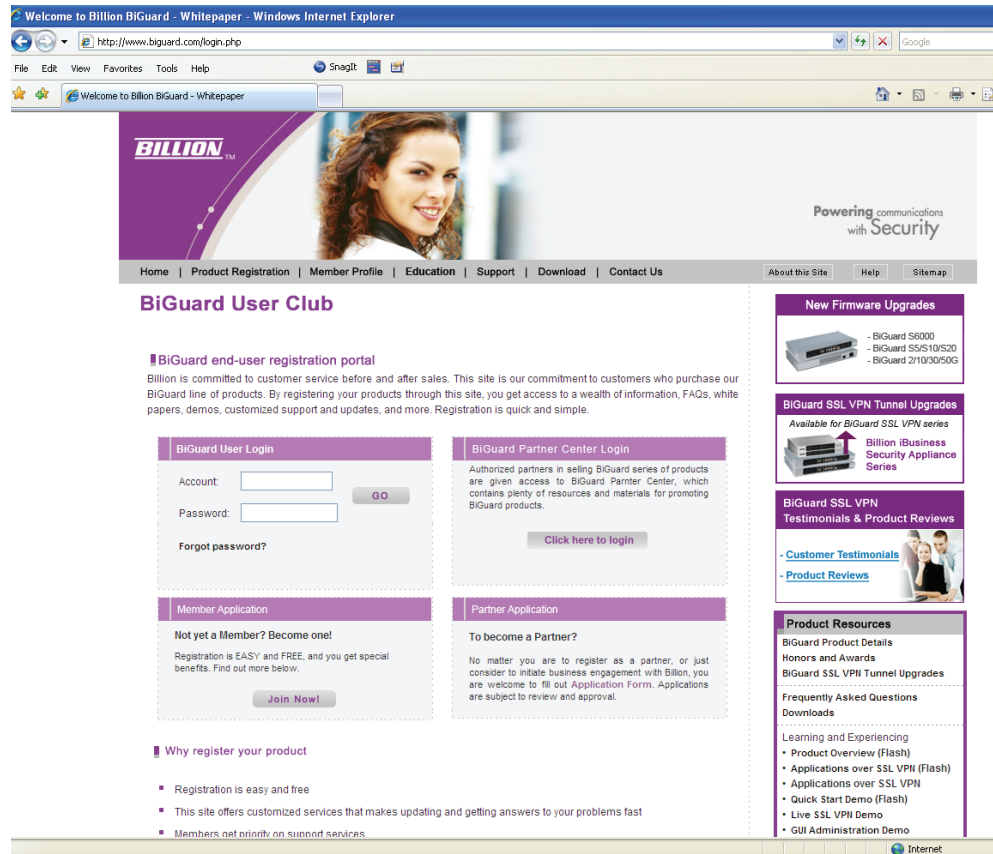 Welcome to Billion BiGuard - Whitepaper - Windows Internet Explorer
http://www.biguard.com/login.php
Google
File Edit View Favorites Tools Help
SnagIt
Welcome to Billion BiGuard - Whitepaper
BILLION TM
Powering communications
with Security
Home | Product Registration | Member Profile | Education | Support | Download | Contact Us
About this Site Help Sitemap
BiGuard User Club
BiGuard end-user registration portal
Billion is committed to customer service before and after sales. This site is our commitment to customers who purchase our
BiGuard line of products. By registering your products through this site, you get access to a wealth of information, FAQs, white
papers, demos, customized support and updates, and more. Registration is quick and simple.
BiGuard User Login
Account:
GO
Password:
Forgot password?
BiGuard Partner Center Login
Authorized partners in selling BiGuard series of products
are given access to BiGuard Parnter Center, which
contains plenty of resources and materials for promoting
BiGuard products.
Click here to login
Member Application
Not yet a Member? Become one!
Registration is EASY and FREE, and you get special
benefits. Find out more below.
Join Now!
Partner Application
To become a Partner?
No matter you are to register as a partner, or just
consider to initiate business engagement with Billion, you
are welcome to fill out Application Form. Applications
are subject to review and approval.
Why register your product
Registration is easy and free
This site offers customized services that makes updating and getting answers to your problems fast
Members get priority on support services
New Firmware Upgrades
- BiGuard S6000
- BiGuard S5/S10/S20
- BiGuard 2/10/30/50G
BiGuard SSL VPN Tunnel Upgrades
Available for BiGuard SSL VPN series
Billion iBusiness
Security Appliance
Series
BiGuard SSL VPN
Testimonials & Product Reviews
- Customer Testimonials
- Product Reviews
Product Resources
BiGuard Product Details
Honors and Awards
BiGuard SSL VPN Tunnel Upgrades
Frequently Asked Questions
Downloads
Learning and Experiencing
• Product Overview (Flash)
• Applications over SSL VPN (Flash)
• Applications over SSL VPN
• Quick Start Demo (Flash)
• Live SSL VPN Demo
• GUI Administration Demo
Internet